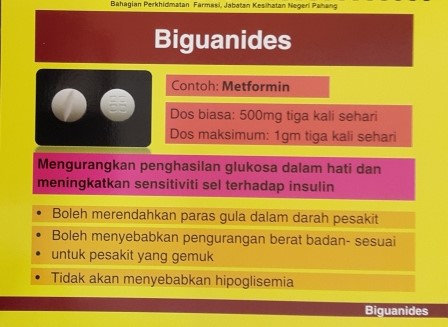 Bahagian Perkhidmatan Farmasi, Jabatan Kesihatan Negeri Pahang
Biguanides
Contoh: Metformin
Dos biasa: 500mg tiga kali sehari
Dos maksimum: 1gm tiga kali sehari
Mengurangkan penghasilan glukosa dalam hati dan
meningkatkan sensitiviti sel terhadap insulin
• Boleh merendahkan paras gula dalam darah pesakit
• Boleh menyebabkan pengurangan berat badan- sesuai
• untuk pesakit yang gemuk
• Tidak akan menyebabkan hipoglisemia
Biguanides